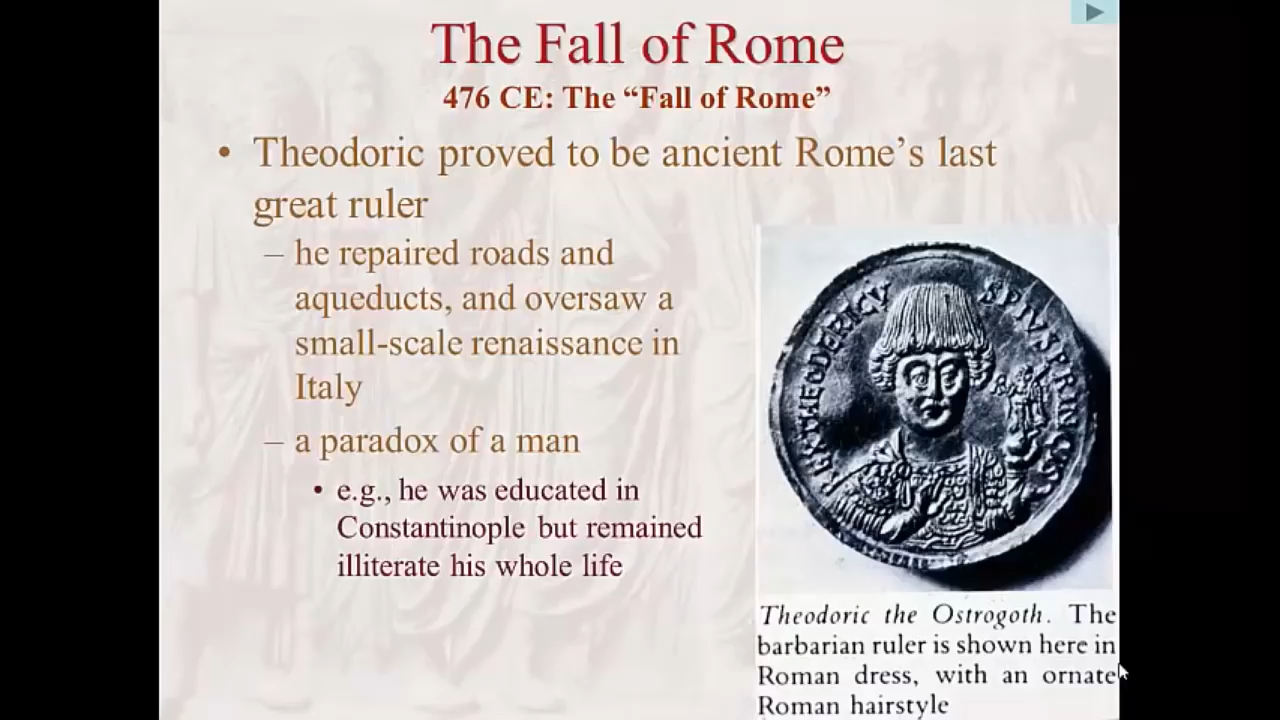 The Fall of Rome
476 CE: The “Fall of Rome”
• Theodoric proved to be ancient Rome’s last
great ruler
– he repaired roads and
aqueducts, and oversaw a
small-scale renaissance in
Italy
– a paradox of a man
• e.g., he was educated in
Constantinople but remained
illiterate his whole life
REXTHEODERICVSPIVSPRINCVS
Theodoric the Ostrogoth. The
barbarian ruler is shown here in
Roman dress, with an ornate
Roman hairstyle